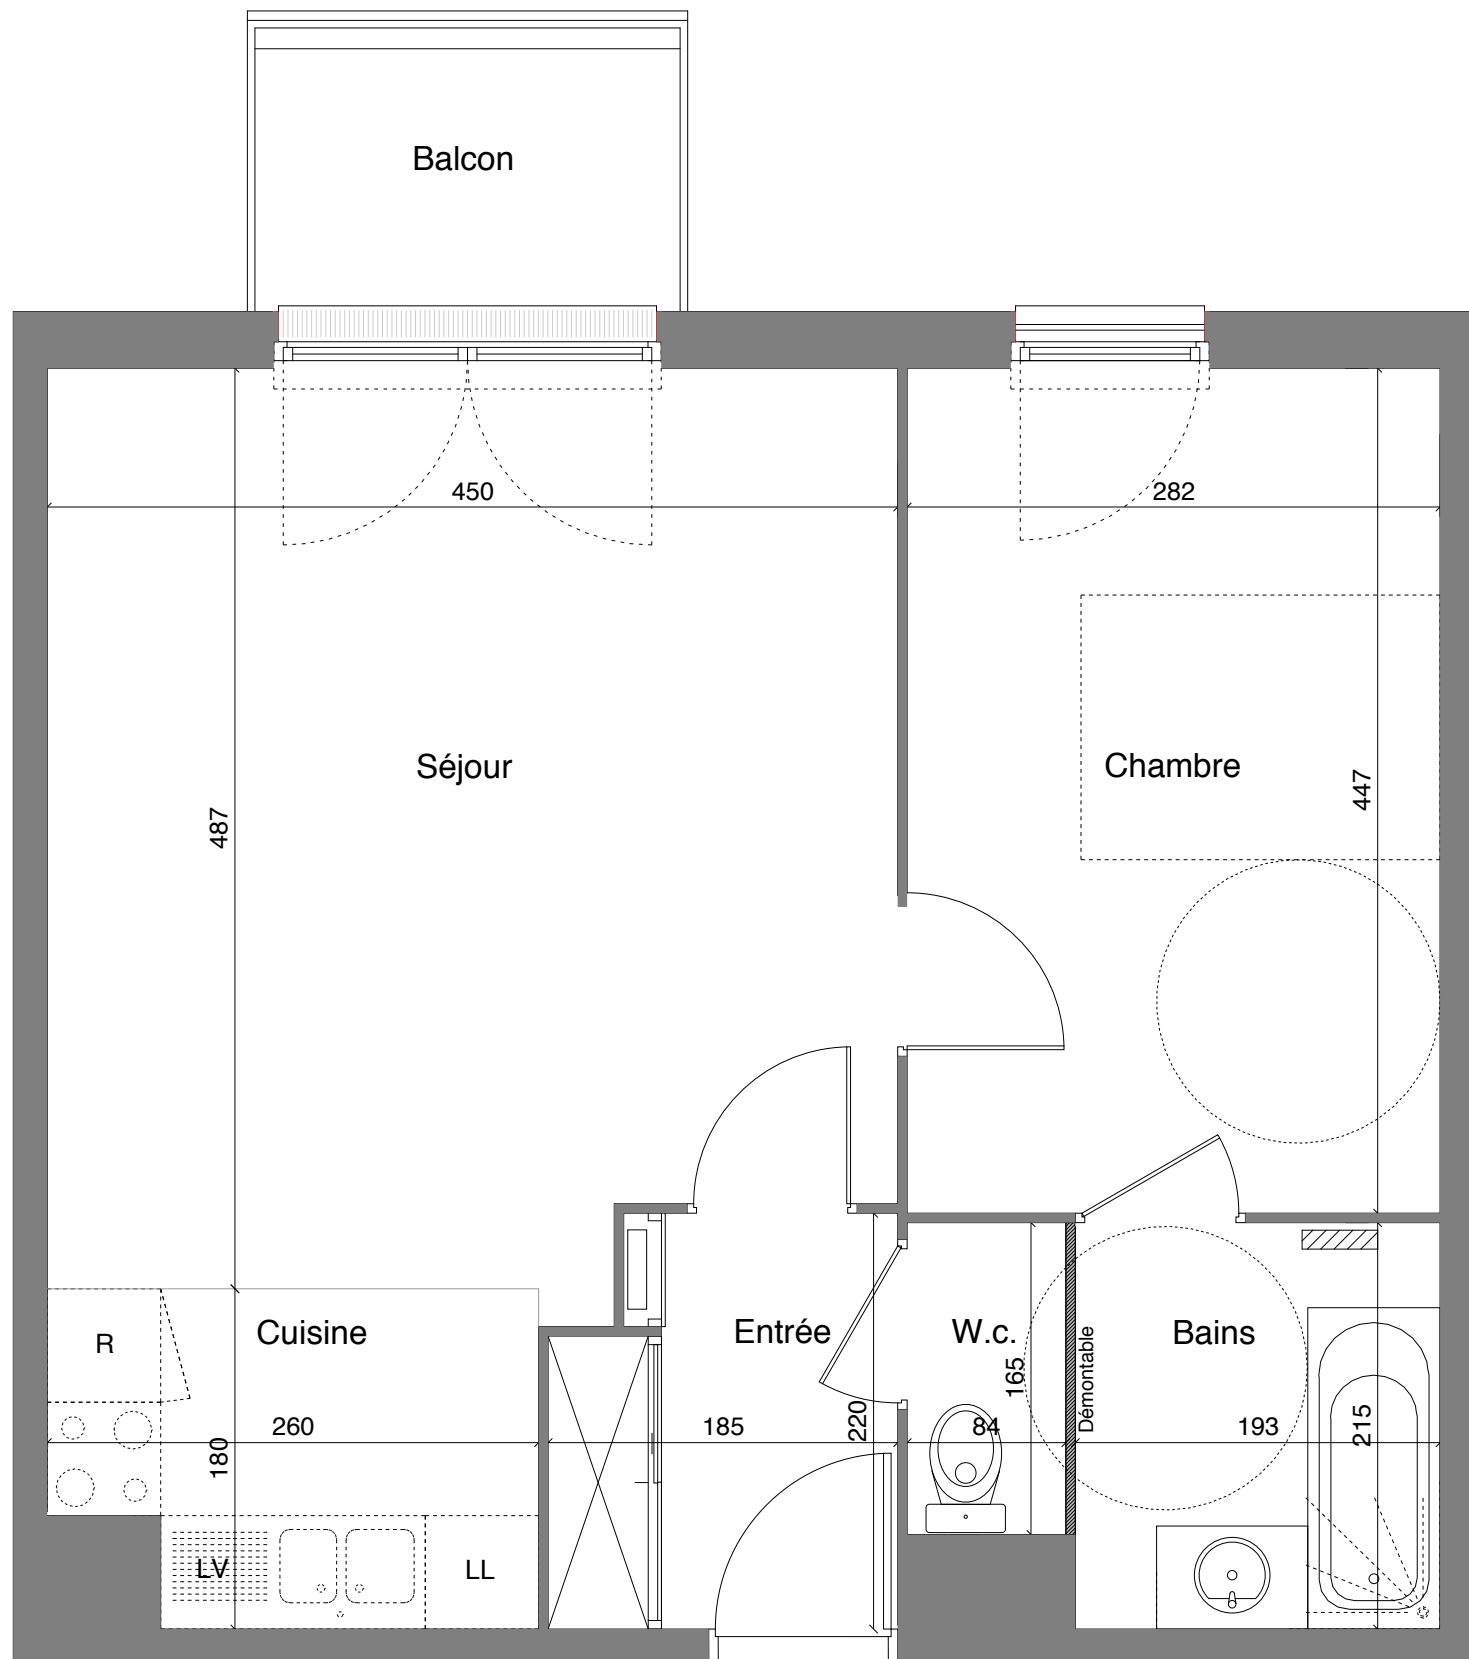 Balcon
450
282
Séjour
Chambre
487
447
R
Cuisine
Entrée
W.c.
Bains
165
Démontable
260
180
185
220
84
193
215
LV
LL